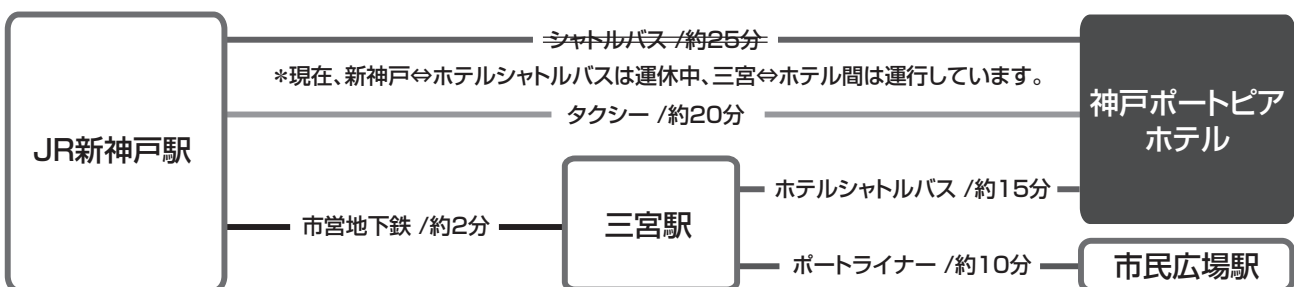 シャトルバス /約25分
*現在、新神戸⇔ホテルシャトルバスは運休中、三宮⇔ホテル間は運行しています。
タクシー /約20分
神戸ポートピア
ホテル
JR新神戸駅
ホテルシャトルバス /約15分
市営地下鉄 /約2分
三宮駅
ポートライナー /約10分
市民広場駅